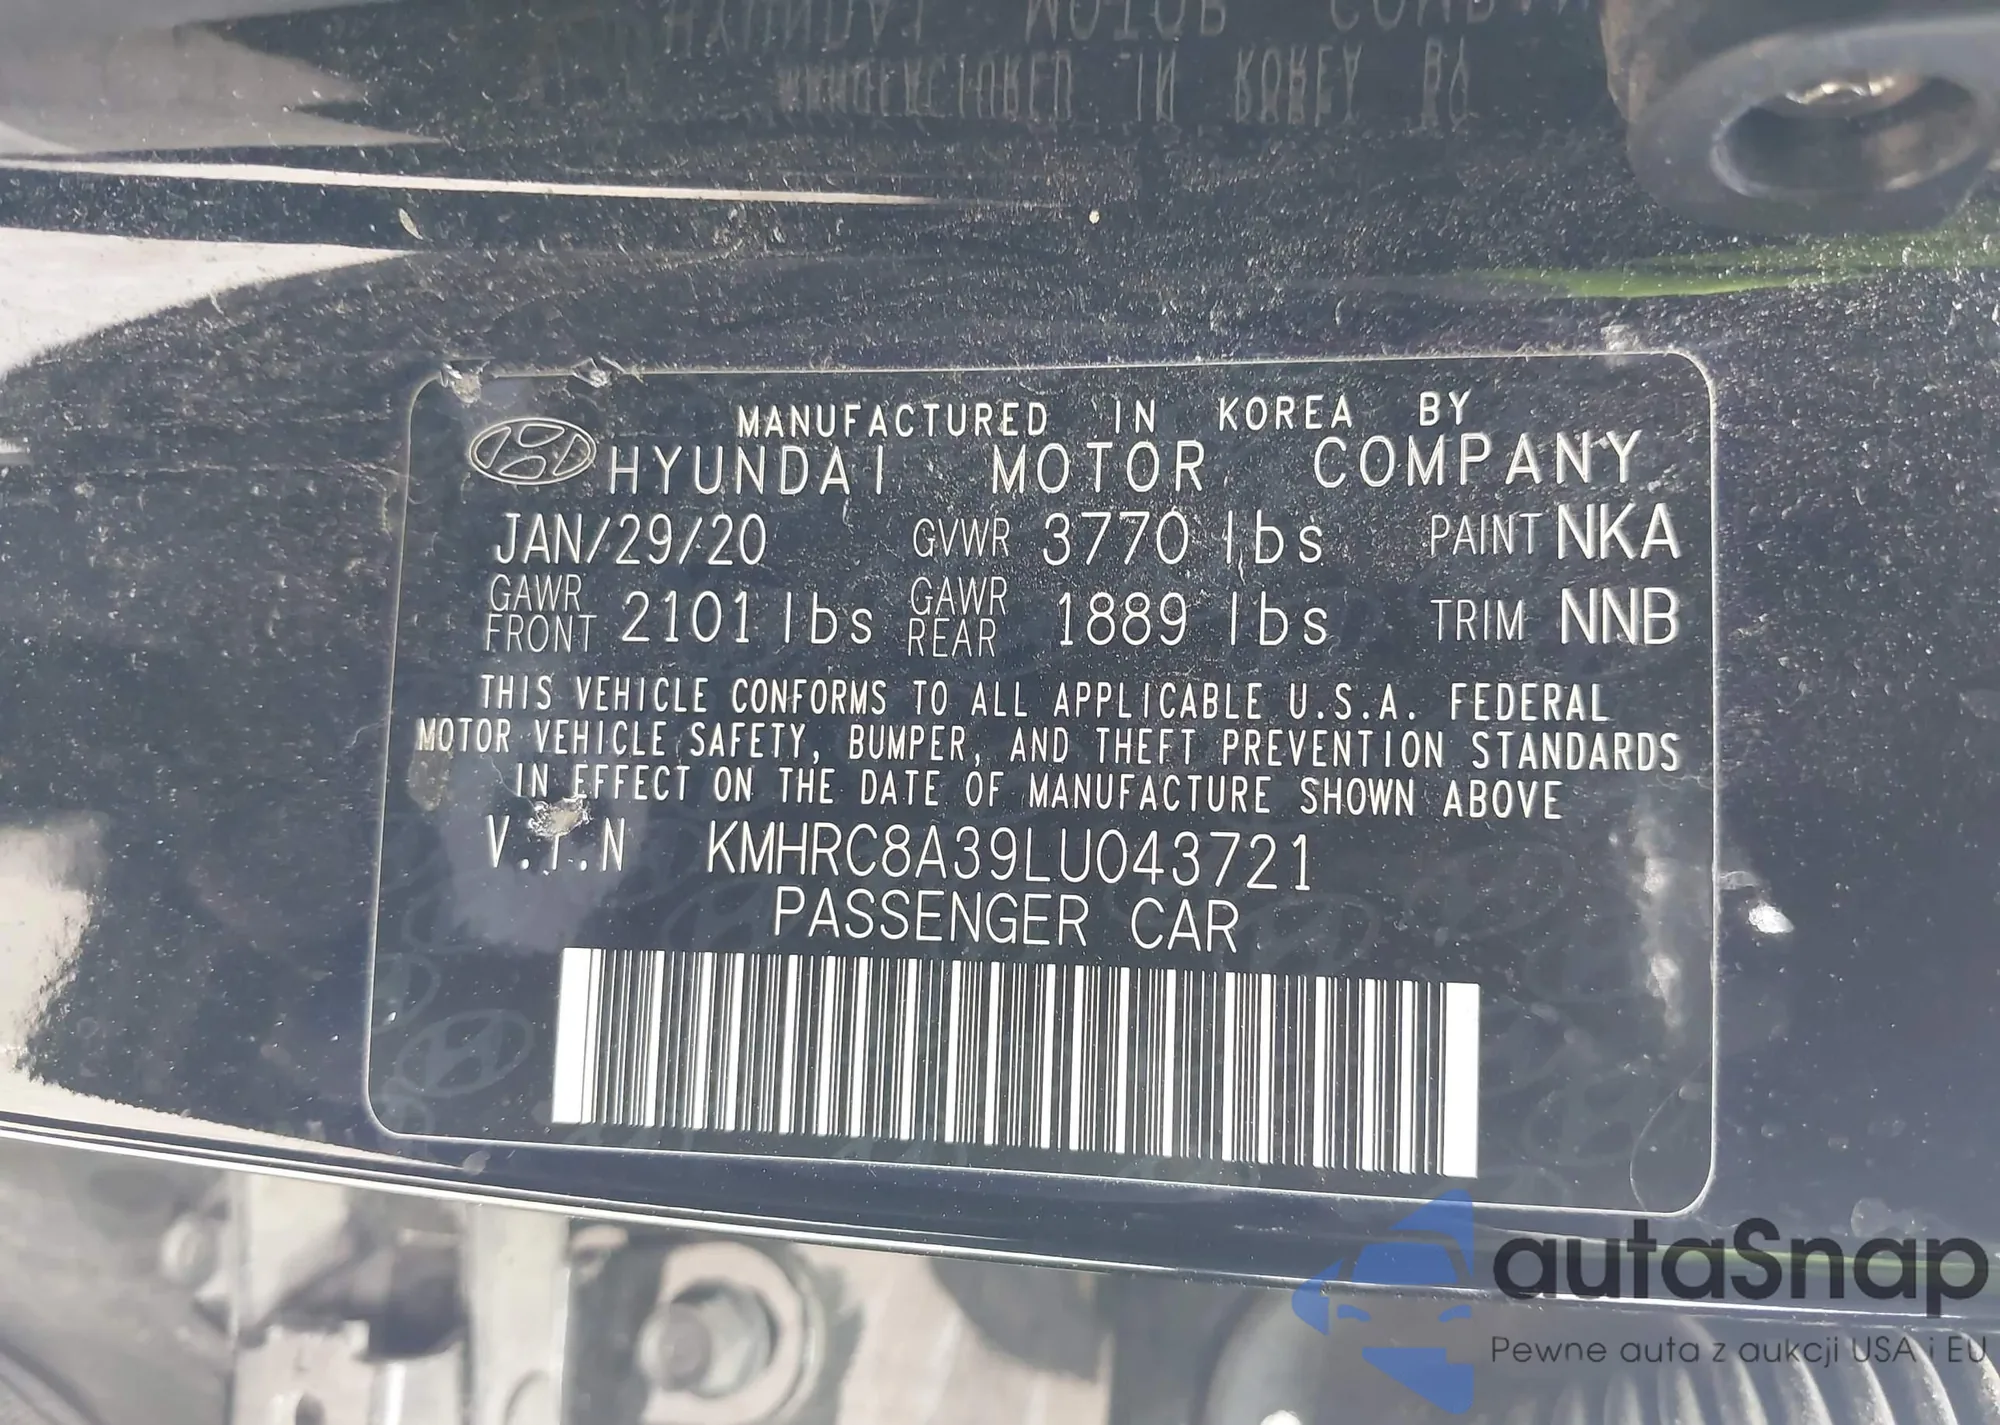 MANUFACTURED IN KOREA BY
HYUNDAI MOTOR COMPANY
JAN/29/20 GVWR 3770 lbs PAINT NKA
GAWR FRONT 2101 lbs GAWR REAR 1889 lbs TRIM NNB
THIS VEHICLE CONFORMS TO ALL APPLICABLE U.S.A. FEDERAL
MOTOR VEHICLE SAFETY, BUMPER, AND THEFT PREVENTION STANDARDS
IN EFFECT ON THE DATE OF MANUFACTURE SHOWN ABOVE
V.I.N KMHRC8A39LU043721
PASSENGER CAR
autaSnap
Pewne auta z aukcji USA i EU